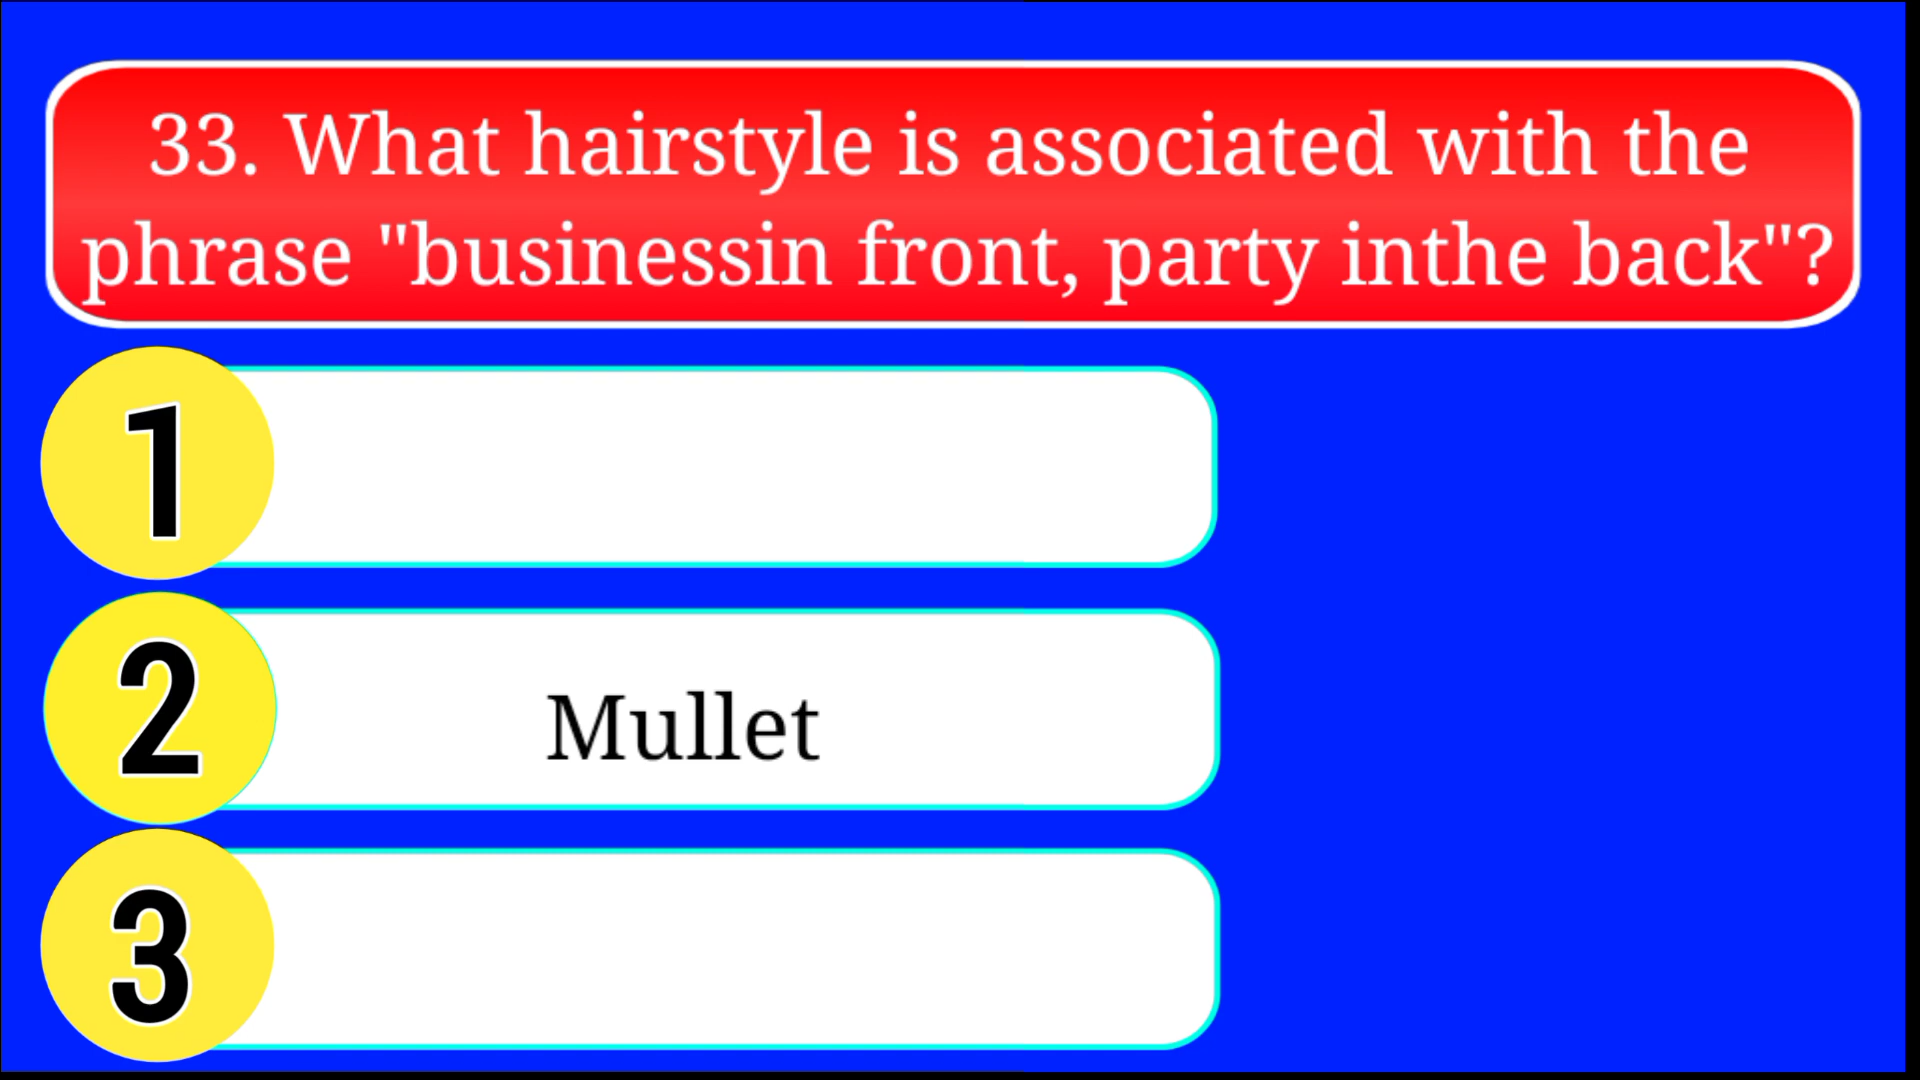 33. What hairstyle is associated with the
phrase "businessin front, party inthe back"?
1
2
Mullet
3